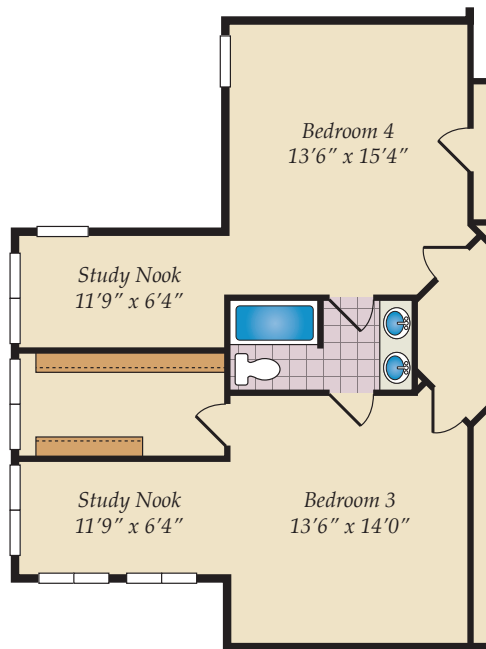 Bedroom 4
13’6” x 15’4”
Study Nook
11’9” x 6’4”
Study Nook
11’9” x 6’4”
Bedroom 3
13’6” x 14’0”